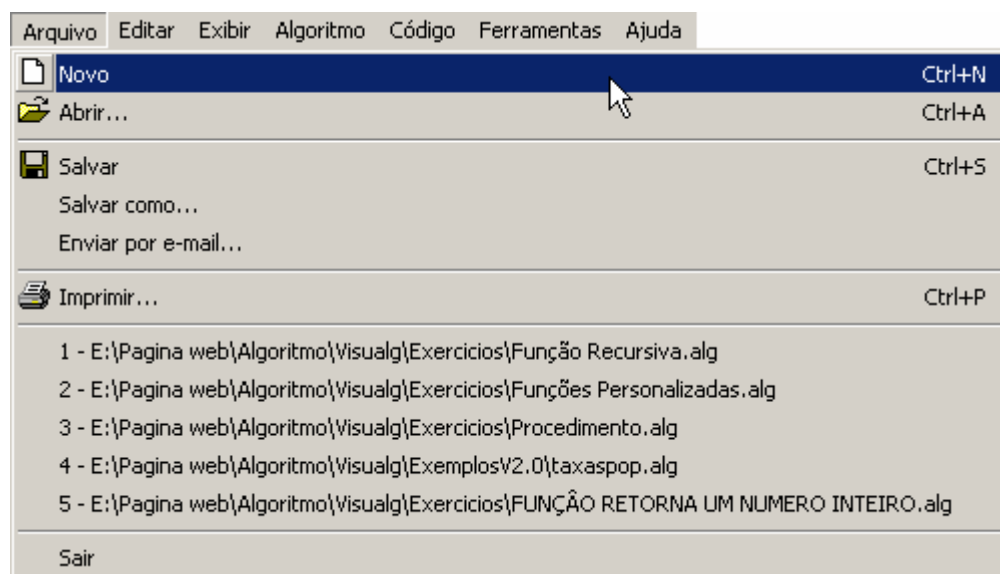 Arquivo Editar Exibir Algoritmo Código Ferramentas Ajuda
Novo Ctrl+N
Abrir... Ctrl+A
Salvar Ctrl+S
Salvar como...
Enviar por e-mail...
Imprimir... Ctrl+P
1 - E:\Pagina web\Algoritmo\Visualg\Exercicios\Função Recursiva.alg
2 - E:\Pagina web\Algoritmo\Visualg\Exercicios\Funções Personalizadas.alg
3 - E:\Pagina web\Algoritmo\Visualg\Exercicios\Procedimento.alg
4 - E:\Pagina web\Algoritmo\Visualg\ExemplosV2.0\taxaspop.alg
5 - E:\Pagina web\Algoritmo\Visualg\Exercicios\FUNÇÂO RETORNA UM NUMERO INTEIRO.alg
Sair